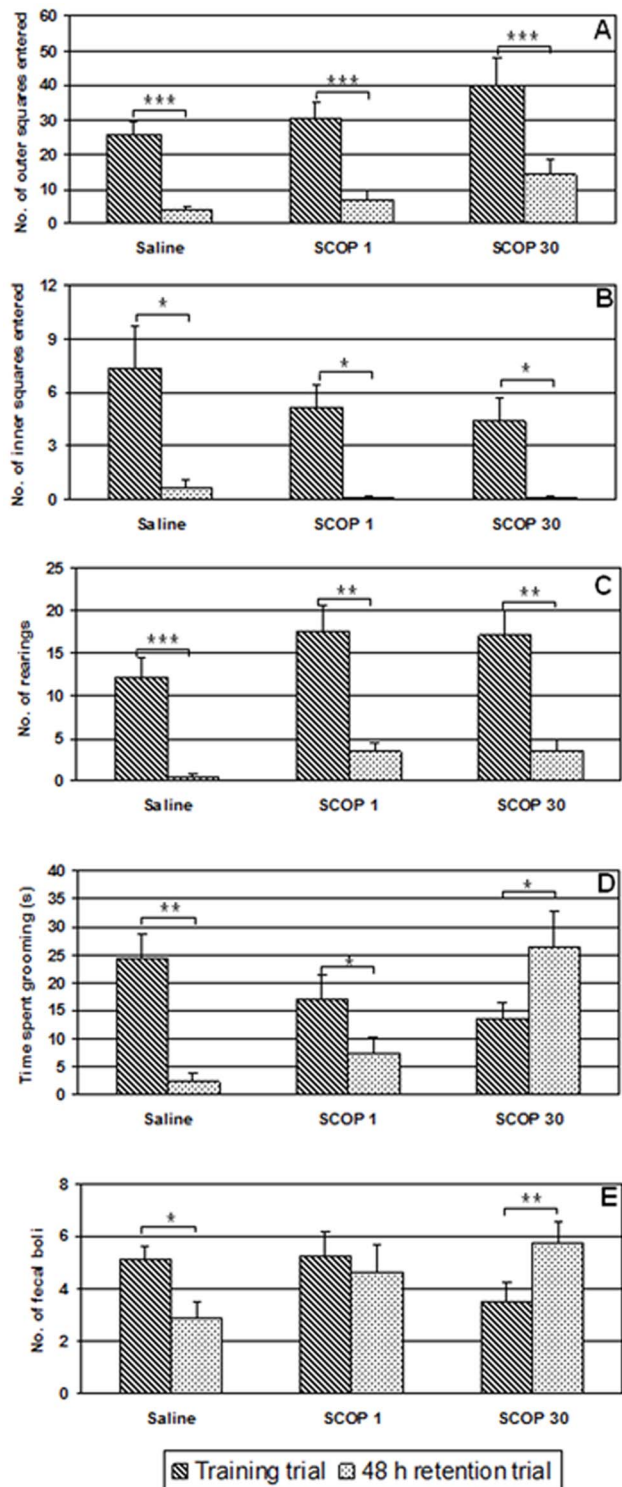 A
No. of outer squares entered
60
50
40
30
20
10
0
***
***
***
Saline SCOP 1 SCOP 30
B
No. of inner squares entered
12
9
6
3
0
*
*
*
Saline SCOP 1 SCOP 30
C
No. of rearings
25
20
15
10
5
0
***
**
**
Saline SCOP 1 SCOP 30
D
Time spent grooming (s)
40
35
30
25
20
15
10
5
0
**
*
*
Saline SCOP 1 SCOP 30
E
No. of fecal boli
8
6
4
2
0
*
**
Saline SCOP 1 SCOP 30
Training trial 48 h retention trial